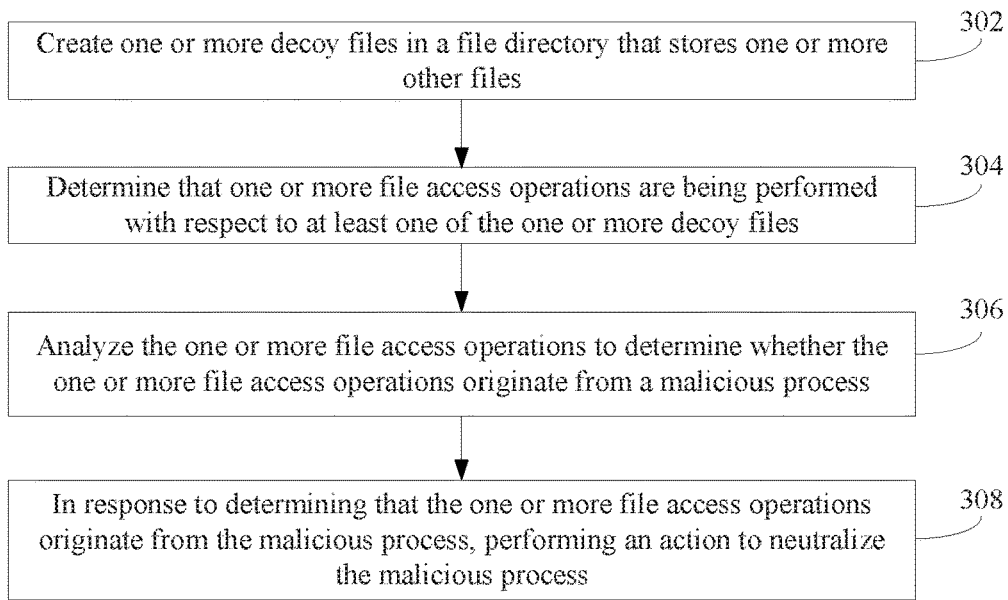 302
Create one or more decoy files in a file directory that stores one or more
other files
304
Determine that one or more file access operations are being performed
with respect to at least one of the one or more decoy files
306
Analyze the one or more file access operations to determine whether the
one or more file access operations originate from a malicious process
308
In response to determining that the one or more file access operations
originate from the malicious process, performing an action to neutralize
the malicious process